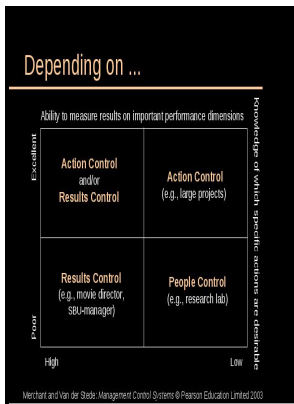 Depending on ...
Ability to measure results on important performance dimensions
Knowledge of which specific actions are desirable
Excellent
Action Control
and/or
Results Control
Action Control
(e.g., large projects)
Results Control
(e.g., movie director,
SBU-manager)
People Control
(e.g., research lab)
Poor
High
Low
Merchant and Van der Stede: Management Control Systems © Pearson Education Limited 2003